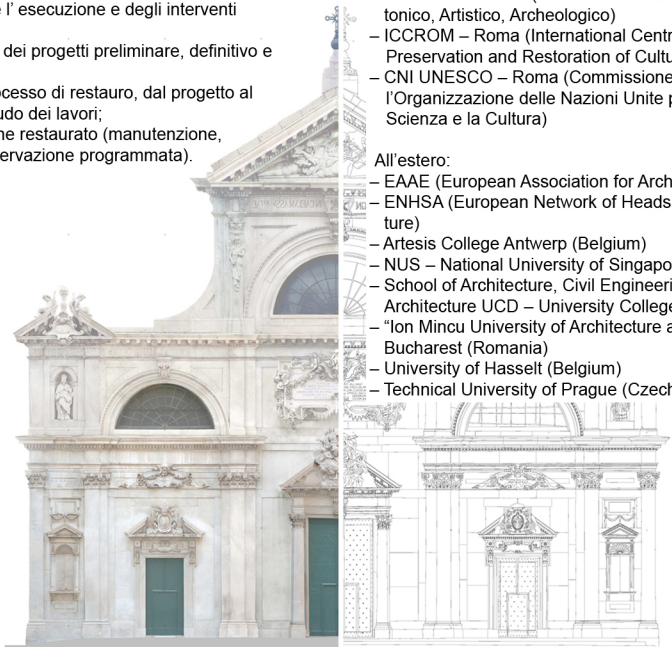 e l' esecuzione e degli interventi
dei progetti preliminare, definitivo e
ocesso di restauro, dal progetto al
udo dei lavori;
ne restaurato (manutenzione,
ervazione programmata).
tonico, Artistico, Archeologico)
– ICCROM – Roma (International Centr
Preservation and Restoration of Cultu
– CNI UNESCO – Roma (Commissione
l’Organizzazione delle Nazioni Unite p
Scienza e la Cultura)
All’estero:
– EAAE (European Association for Arch
– ENHSA (European Network of Heads
ture)
– Artesis College Antwerp (Belgium)
– NUS – National University of Singapo
– School of Architecture, Civil Engineeri
Architecture UCD – University College
– “Ion Mincu University of Architecture a
Bucharest (Romania)
– University of Hasselt (Belgium)
– Technical University of Prague (Czech